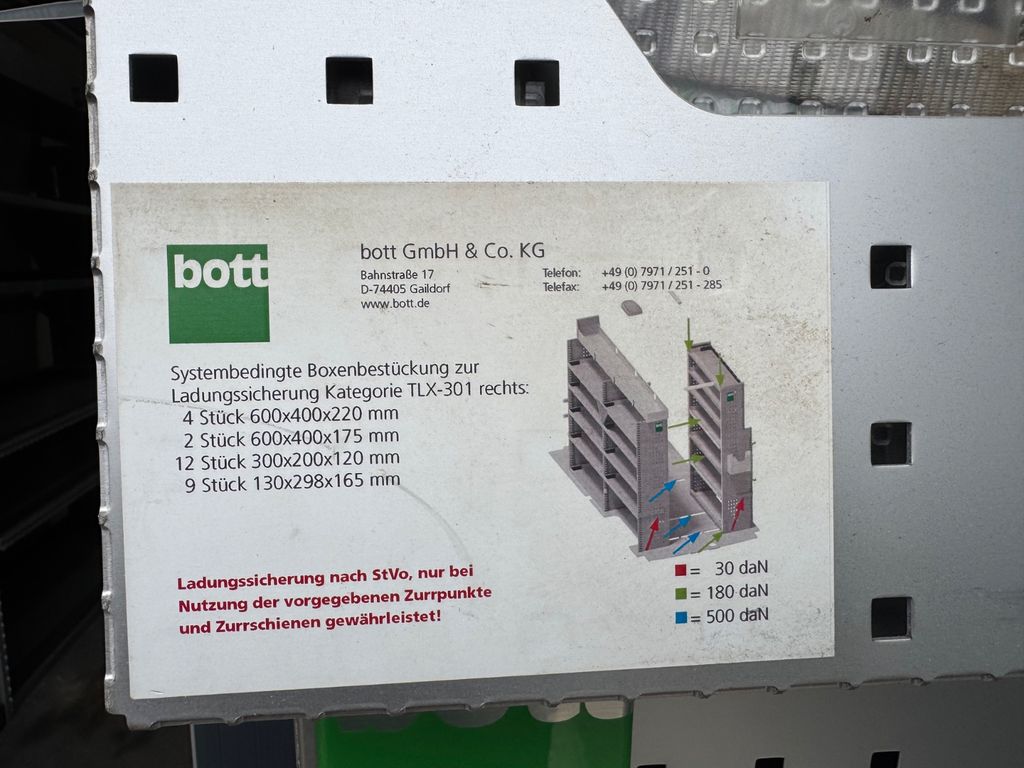 bott
bott GmbH & Co. KG
Bahnstraße 17
D-74405 Gaildorf
www.bott.de
Telefon: +49 (0) 7971 / 251 - 0
Telefax: +49 (0) 7971 / 251 - 285
Systembedingte Boxenbestückung zur
Ladungssicherung Kategorie TLX-301 rechts:
4 Stück 600x400x220 mm
2 Stück 600x400x175 mm
12 Stück 300x200x120 mm
9 Stück 130x298x165 mm
Ladungssicherung nach StVo, nur bei
Nutzung der vorgegebenen Zurrpunkte
und Zurrschienen gewährleistet!
= 30 daN
= 180 daN
= 500 daN